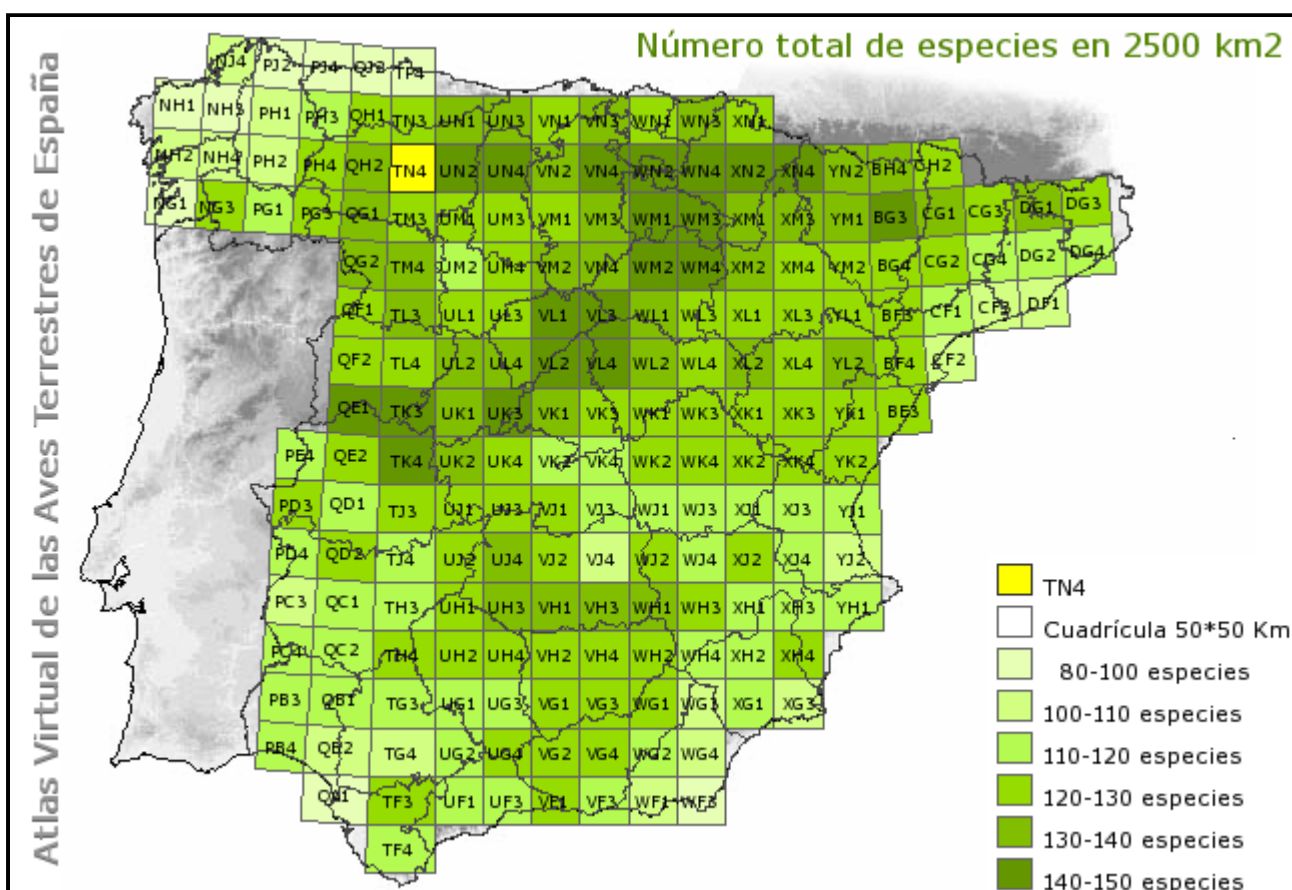 Número total de especies en 2500 km2
Atlas Virtual de las Aves Terrestres de España
NJ4 PJ2 PJ4 QJ2 TP4
NH1 NH3 PH1 PH3 QH1 TN3 UN1 UN3 VN1 VN3 WN1 WN3 XN1
NH2 NH4 PH2 PH4 QH2 TN4 UN2 UN4 VN2 VN4 WN2 WN4 XN2 XN4 YN2 BH4 CH2
NG1 NG3 PG1 PG3 QG1 TM3 UM1 UM3 VM1 VM3 WM1 WM3 XM1 XM3 YM1 BG3 CG1 CG3 DG1 DG3
QG2 TM4 UM2 UM4 VM2 VM4 WM2 WM4 XM2 XM4 YM2 BG4 CG2 CG4 DG2 DG4
QF1 TL3 UL1 UL3 VL1 VL3 WL1 WL3 XL1 XL3 YL1 BF3 CF1 CF3 DF1
QF2 TL4 UL2 UL4 VL2 VL4 WL2 WL4 XL2 XL4 YL2 BF4 CF2
QE1 TK3 UK1 UK3 VK1 VK3 WK1 WK3 XK1 XK3 YK1 BE3
PE4 QE2 TK4 UK2 UK4 VK2 VK4 WK2 WK4 XK2 XK4 YK2
PD3 QD1 TJ3 UJ1 UJ3 VJ1 VJ3 WJ1 WJ3 XJ1 XJ3 YJ1
PD4 QD2 TJ4 UJ2 UJ4 VJ2 VJ4 WJ2 WJ4 XJ2 XJ4 YJ2
PC3 QC1 TH3 UH1 UH3 VH1 VH3 WH1 WH3 XH1 XH3 YH1
PC4 QC2 TH4 UH2 UH4 VH2 VH4 WH2 WH4 XH2 XH4
PB3 QB1 TG3 UG1 UG3 VG1 VG3 WG1 WG3 XG1 XG3
PB4 QB2 TG4 UG2 UG4 VG2 VG4 WG2 WG4
QA1 TF3 UF1 UF3 VF1 VF3 WF1 WF3
TF4
TN4
Cuadrícula 50*50 Km
80-100 especies
100-110 especies
110-120 especies
120-130 especies
130-140 especies
140-150 especies